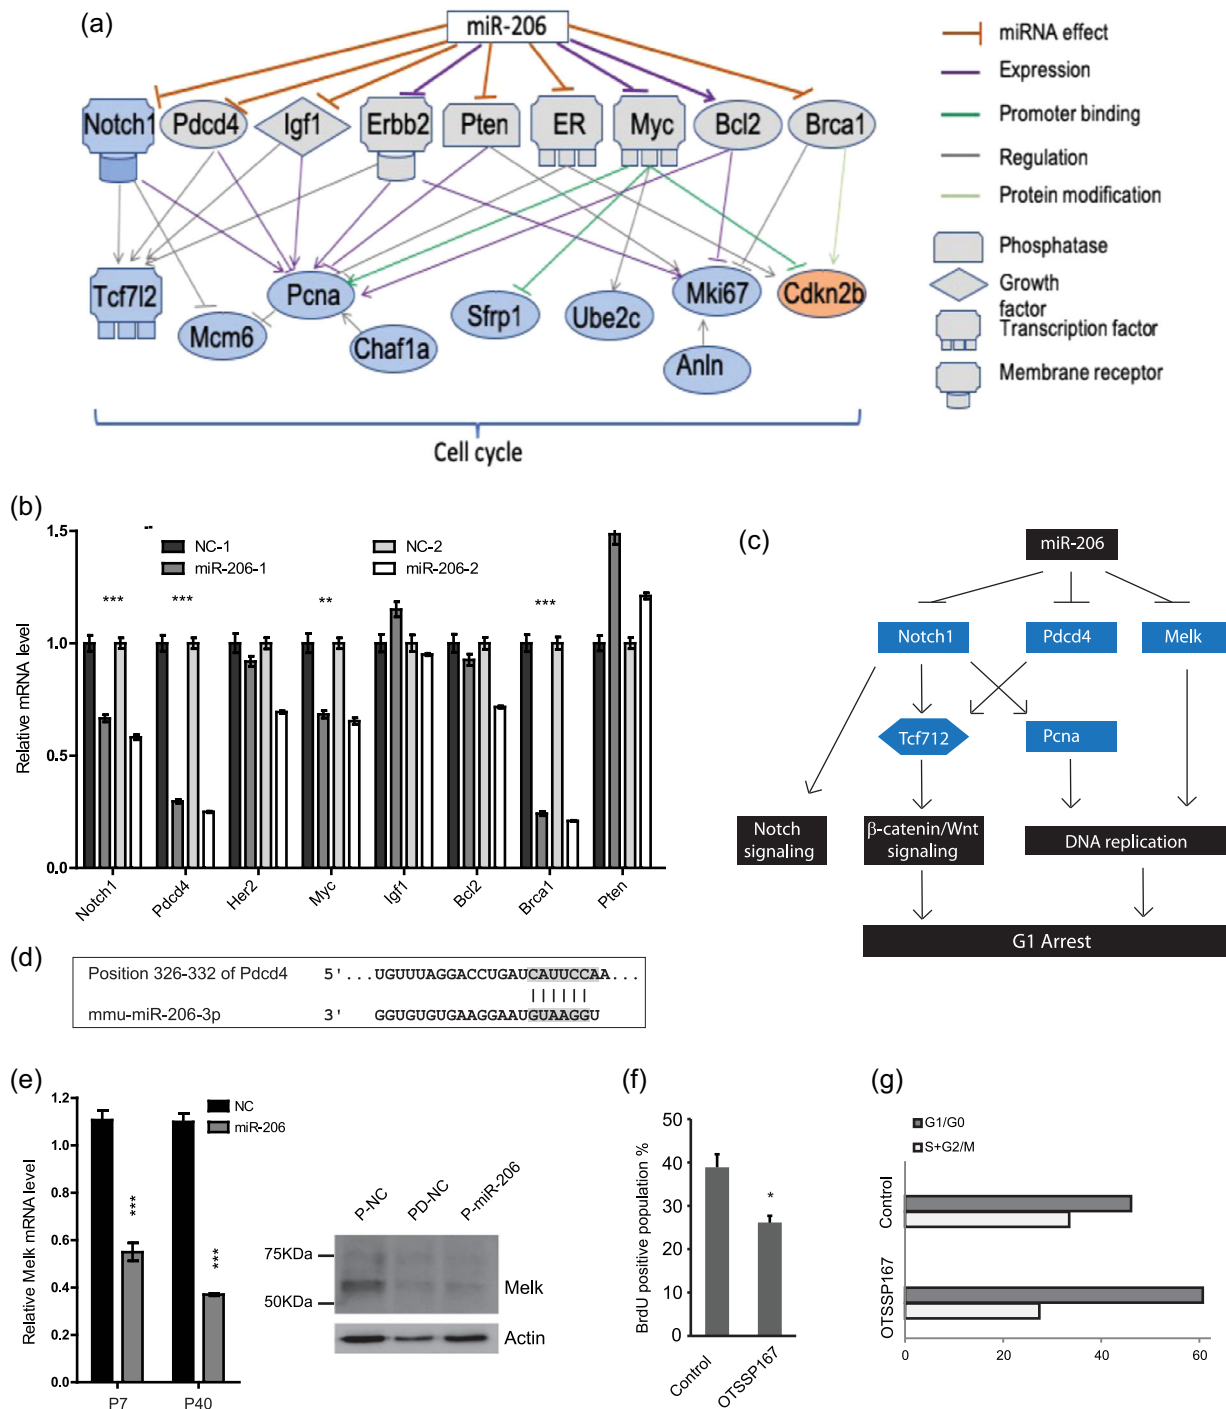 (a)
miR-206
Notch1 Pdcd4 Igf1 Erbb2 Pten ER Myc Bcl2 Brca1
Tcf7l2 Mcm6 Pcna Chaf1a Sfrp1 Ube2c Mki67 Anln Cdkn2b
Cell cycle
miRNA effect
Expression
Promoter binding
Regulation
Protein modification
Phosphatase
Growth
factor
Transcription factor
Membrane receptor
(b)
Relative mRNA level
1.5
1.0
0.5
0.0
NC-1
miR-206-1
NC-2
miR-206-2
*** *** ** ***
Notch1 Pdcd4 Her2 Myc Igf1 Bcl2 Brca1 Pten
(c)
miR-206
Notch1 Pdcd4 Melk
Tcf712 Pcna
Notch
signaling
β-catenin/Wnt
signaling
DNA replication
G1 Arrest
(d)
Position 326-332 of Pdcd4 5' ...UGUUUAGGACCUGAUCAUUCCAA...
mmu-miR-206-3p 3' GGUGUGUGAAGGAAUGUAAGGU
(e)
Relative Melk mRNA level
1.2
1.0
0.8
0.6
0.4
0.2
0.0
NC
miR-206
*** ***
P7 P40
P-NC PD-NC P-miR-206
75KDa
50KDa
Melk
Actin
(f)
BrdU positive population %
50
40
30
20
10
0
*
Control OTSSP167
(g)
G1/G0
S+G2/M
Control
OTSSP167
0 20 40 60